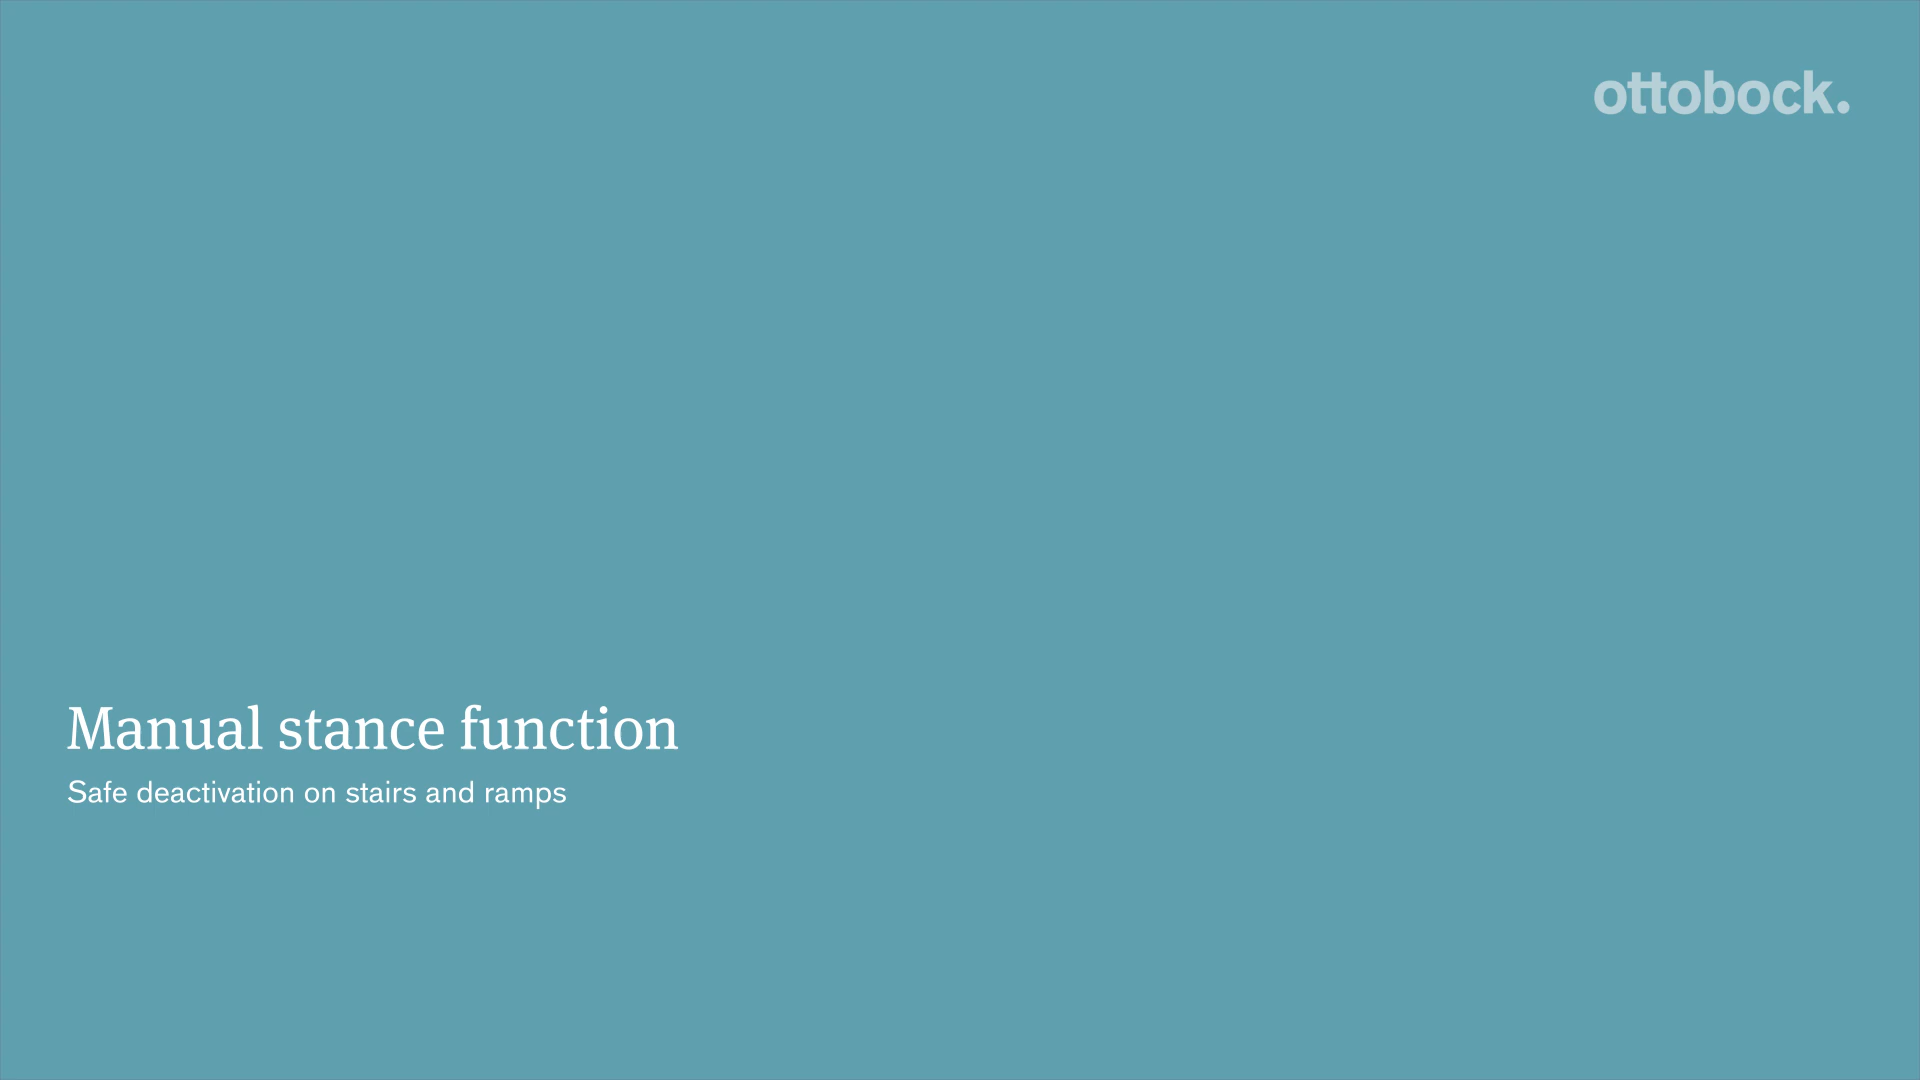 ottobock.
Manual stance function
Safe deactivation on stairs and ramps